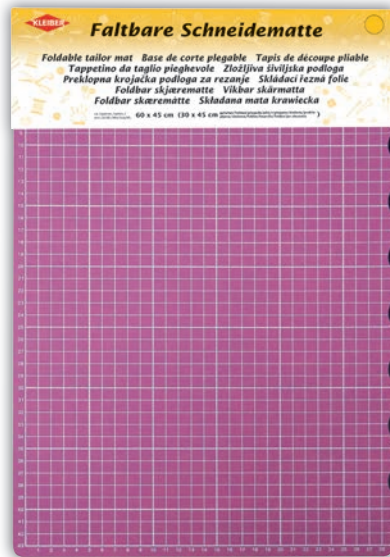 KLEIBER
Faltbare Schneidematte
Foldable tailor mat Base de corte plegable Tapis de découpe pliable
Tappetino da taglio pieghevole Zložljiva šiviljska podloga
Preklopna krojačka podloga za rezanje Skládací řezná folie
Foldbar skjærematte Vikbar skärmatta
Foldbar skæremåtte Składana mata krawiecka
60 x 45 cm (30 x 45 cm )